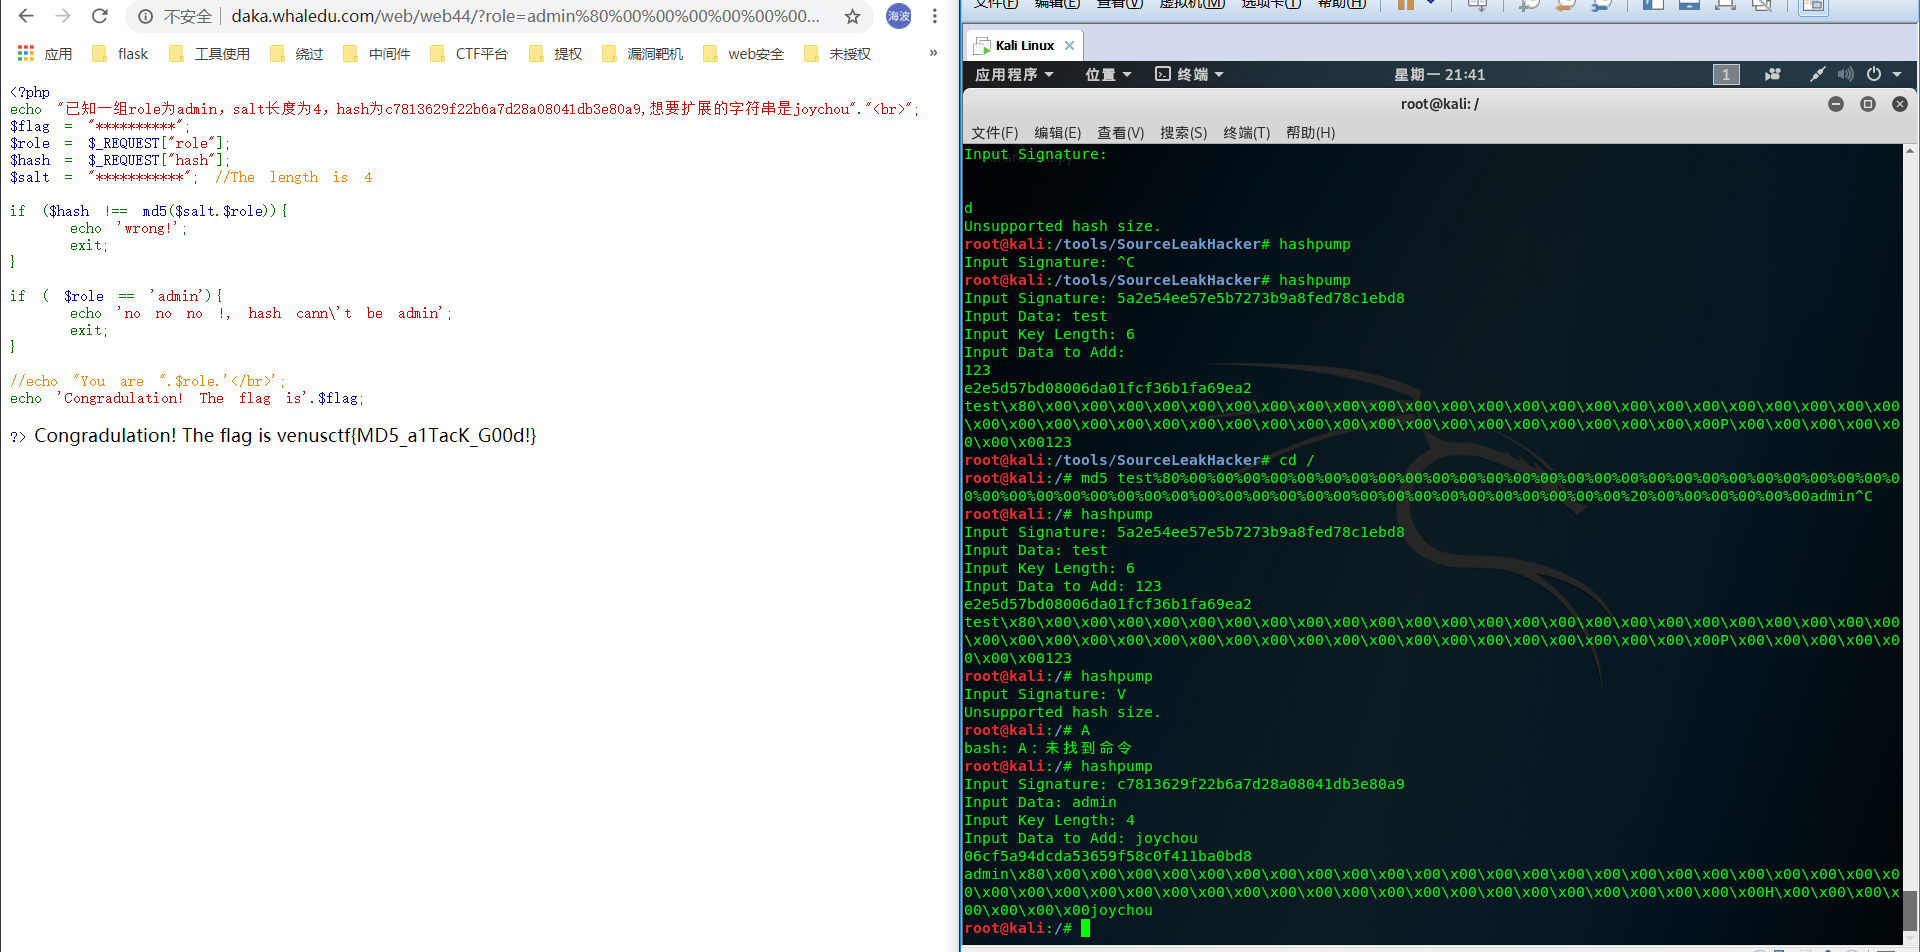 daka.whaledu.com/web/web44/?role=admin%80%00%00%00%00%00%00...
不安全
海波
应用 flask 工具使用 绕过 中间件 CTF平台 提权 漏洞靶机 web安全 未授权 »
<?php
echo "已知一组role为admin，salt长度为4，hash为c7813629f22b6a7d28a08041db3e80a9,想要扩展的字符串是joychou"."<br>";
$flag = "**********";
$role = $_REQUEST["role"];
$hash = $_REQUEST["hash"];
$salt = "***********"; //The length is 4
if ($hash !== md5($salt.$role)){
echo 'wrong!';
exit;
}
if ( $role == 'admin'){
echo 'no no no !, hash cann\'t be admin';
exit;
}
//echo "You are ".$role.'</br>';
echo 'Congradulation! The flag is'.$flag;
?> Congradulation! The flag is venusctf{MD5_a1TacK_G00d!}
文件(F) 编辑(E) 查看(V) 虚拟机(M) 选项卡(T) 帮助(H)
Kali Linux
应用程序 位置 终端 星期一 21:41 1
root@kali: /
文件(F) 编辑(E) 查看(V) 搜索(S) 终端(T) 帮助(H)
Input Signature:
d
Unsupported hash size.
root@kali:/tools/SourceLeakHacker# hashpump
Input Signature: ^C
root@kali:/tools/SourceLeakHacker# hashpump
Input Signature: 5a2e54ee57e5b7273b9a8fed78c1ebd8
Input Data: test
Input Key Length: 6
Input Data to Add:
123
e2e5d57bd08006da01fcf36b1fa69ea2
test\x80\x00\x00\x00\x00\x00\x00\x00\x00\x00\x00\x00\x00\x00\x00\x00\x00\x00\x00\x00\x00\x00\x00\x00\x00
\x00\x00\x00\x00\x00\x00\x00\x00\x00\x00\x00\x00\x00\x00\x00\x00\x00\x00\x00\x00\x00P\x00\x00\x00\x00\x0
0\x00\x00123
root@kali:/tools/SourceLeakHacker# cd /
root@kali:/# md5 test%80%00%00%00%00%00%00%00%00%00%00%00%00%00%00%00%00%00%00%00%00%00%00%00%00%00%00%0
0%00%00%00%00%00%00%00%00%00%00%00%00%00%00%00%00%00%00%00%00%00%00%00%20%00%00%00%00%00%00%00admin^C
root@kali:/# hashpump
Input Signature: 5a2e54ee57e5b7273b9a8fed78c1ebd8
Input Data: test
Input Key Length: 6
Input Data to Add: 123
e2e5d57bd08006da01fcf36b1fa69ea2
test\x80\x00\x00\x00\x00\x00\x00\x00\x00\x00\x00\x00\x00\x00\x00\x00\x00\x00\x00\x00\x00\x00\x00\x00\x00
\x00\x00\x00\x00\x00\x00\x00\x00\x00\x00\x00\x00\x00\x00\x00\x00\x00\x00\x00\x00\x00P\x00\x00\x00\x00\x0
0\x00\x00123
root@kali:/# hashpump
Input Signature: V
Unsupported hash size.
root@kali:/# A
bash: A：未找到命令
root@kali:/# hashpump
Input Signature: c7813629f22b6a7d28a08041db3e80a9
Input Data: admin
Input Key Length: 4
Input Data to Add: joychou
06cf5a94dcda53659f58c0f411ba0bd8
admin\x80\x00\x00\x00\x00\x00\x00\x00\x00\x00\x00\x00\x00\x00\x00\x00\x00\x00\x00\x00\x00\x00\x00\x00\x0
0\x00\x00\x00\x00\x00\x00\x00\x00\x00\x00\x00\x00\x00\x00\x00\x00\x00\x00\x00\x00\x00\x00H\x00\x00\x00\x
00\x00\x00\x00joychou
root@kali:/#